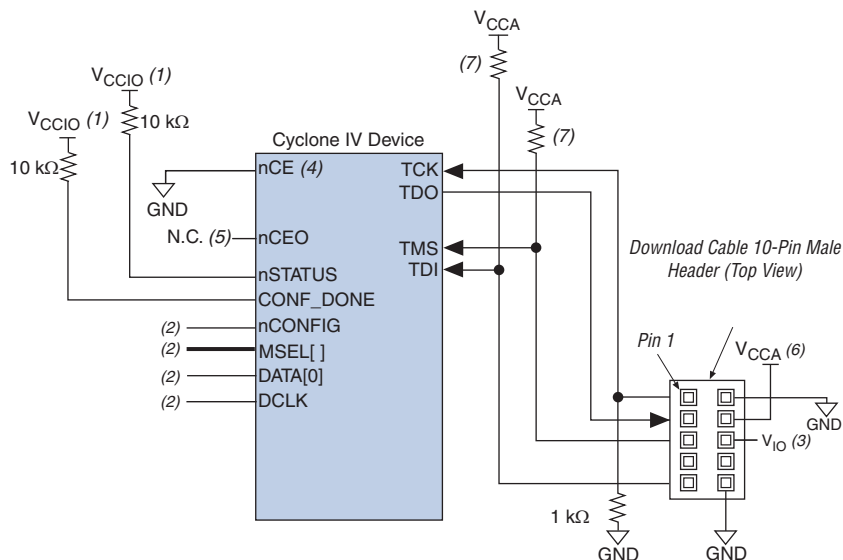 VCCA
(7)
VCCIO (1)
VCCA
VCCIO (1)
10 kΩ
(7)
10 kΩ
Cyclone IV Device
nCE (4)
TCK
GND
TDO
N.C. (5)
nCEO
TMS
Download Cable 10-Pin Male
Header (Top View)
nSTATUS
TDI
CONF_DONE
(2)
nCONFIG
Pin 1
VCCA (6)
(2)
MSEL[ ]
(2)
DATA[0]
(2)
DCLK
GND
VIO (3)
1 kΩ
GND
GND